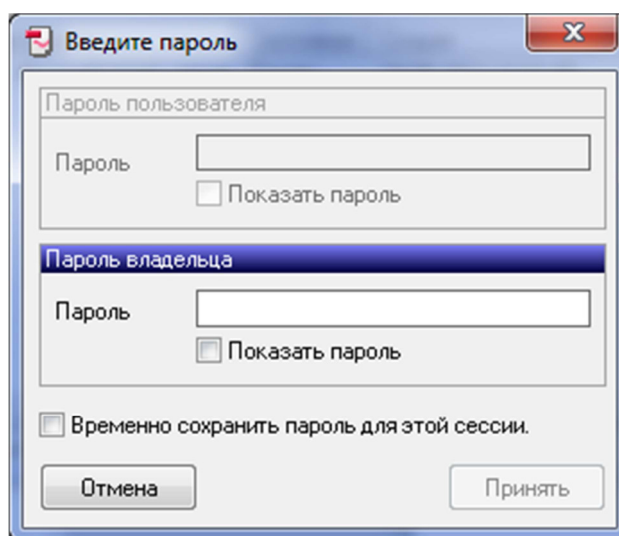 Введите пароль
Пароль пользователя
Пароль
Показать пароль
Пароль владельца
Пароль
Показать пароль
Временно сохранить пароль для этой сессии.
Отмена Принять